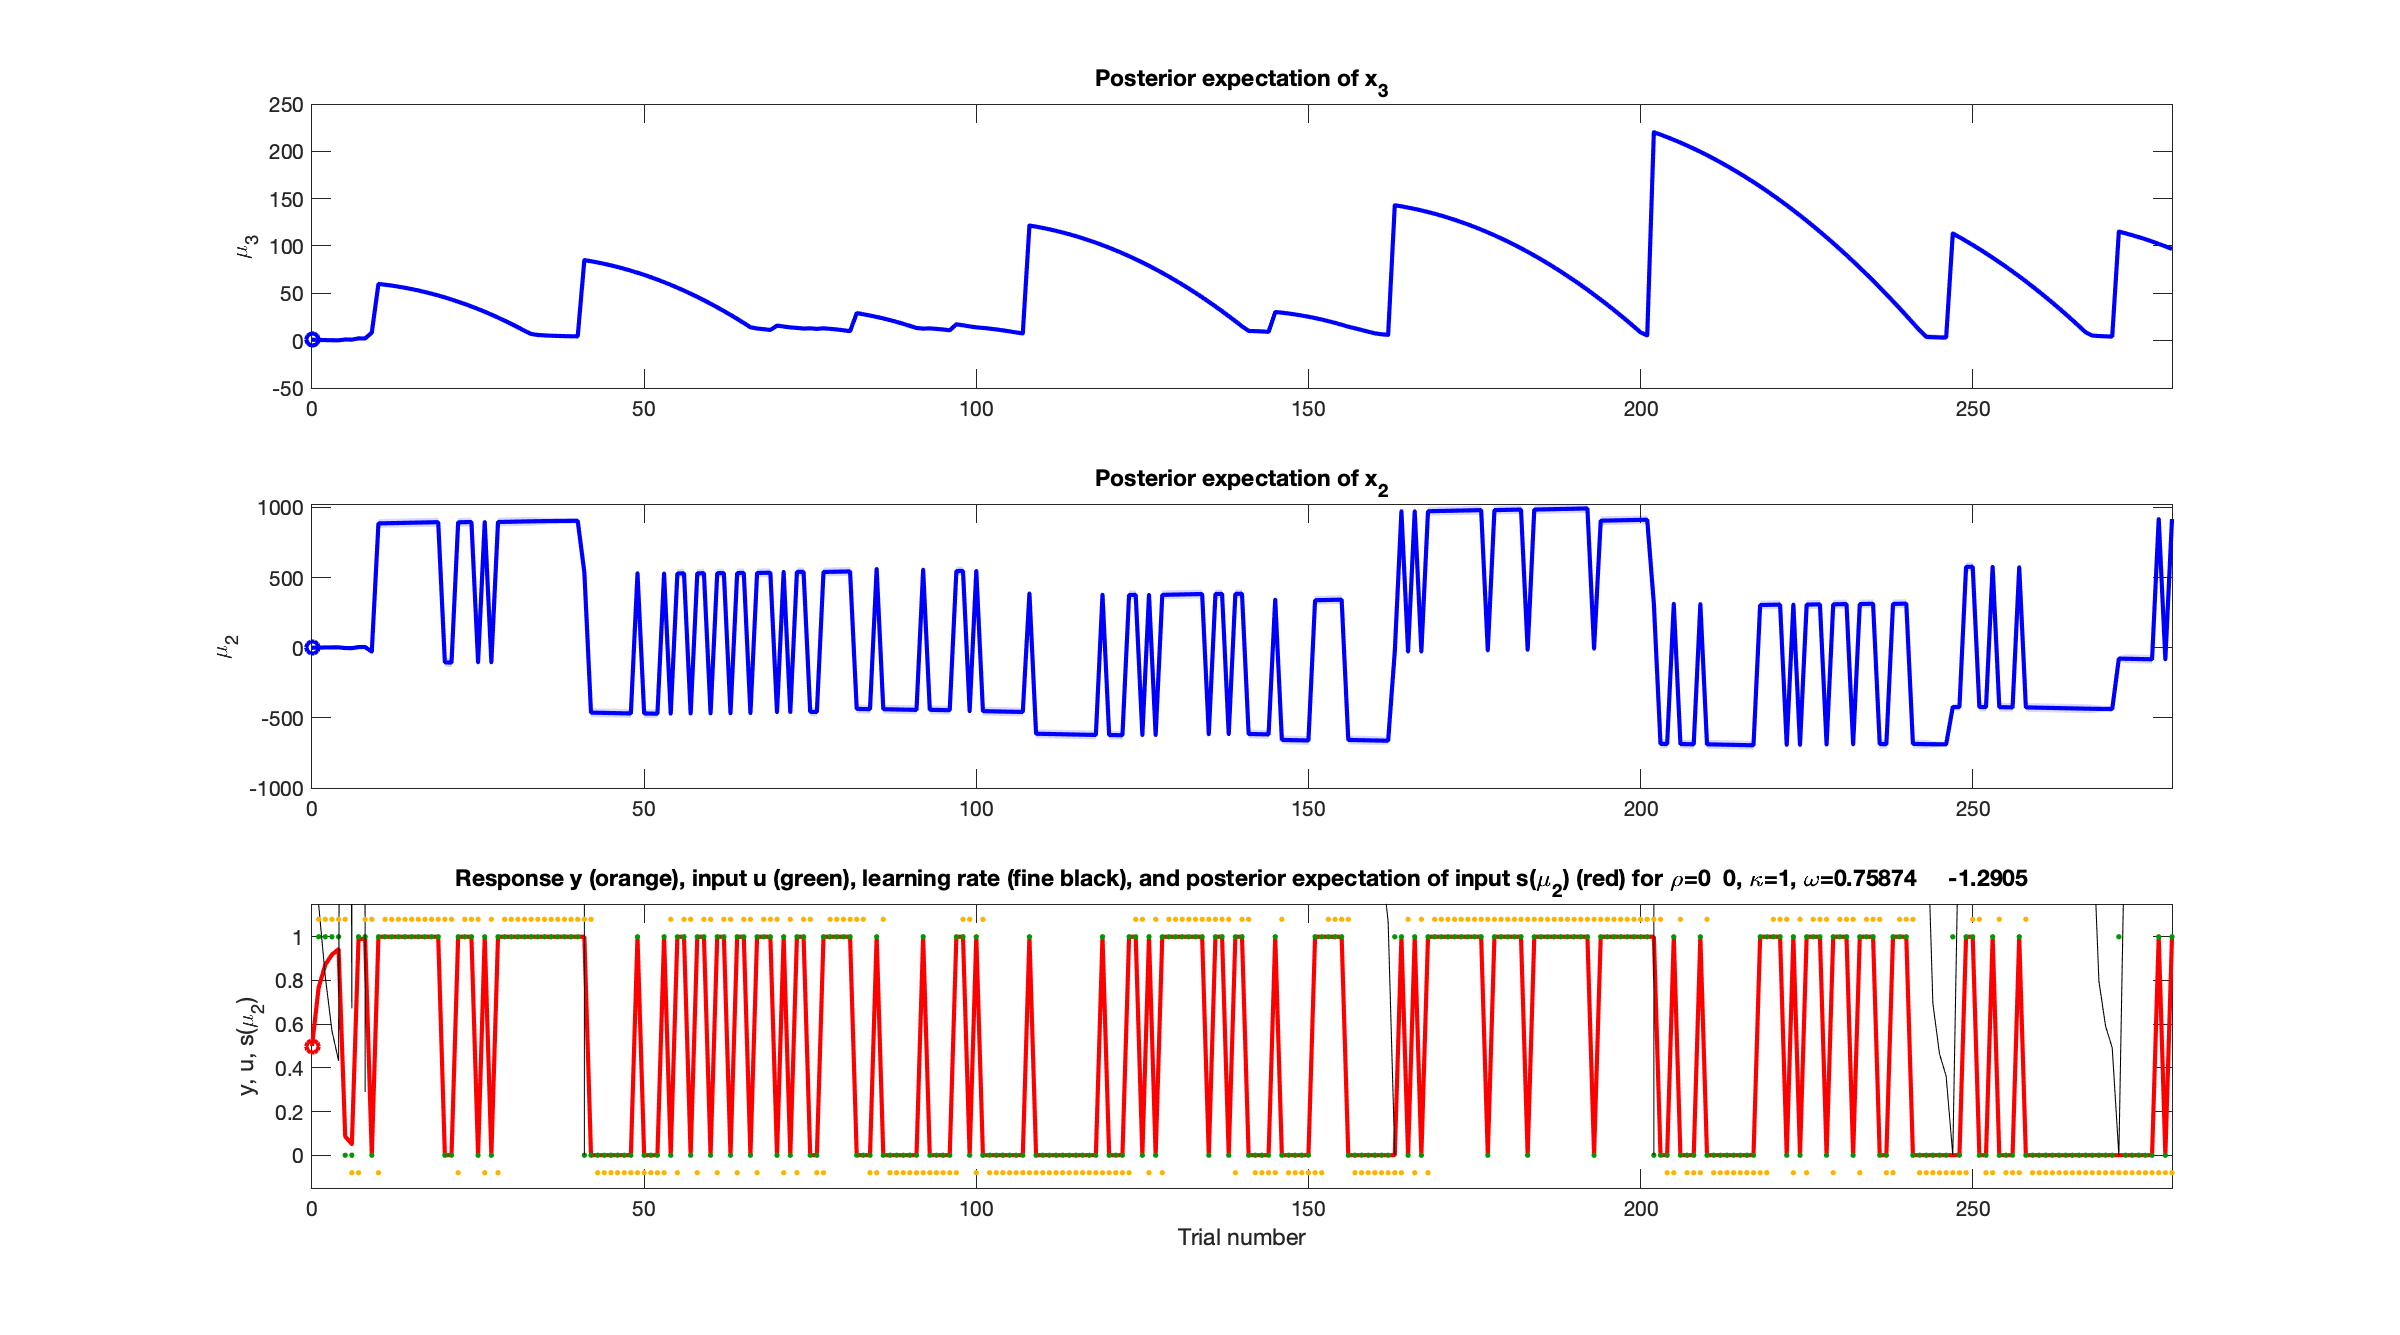 Posterior expectation of x3
250
200
150
100
50
0
-50
μ3
0 50 100 150 200 250
Posterior expectation of x2
1000
500
0
-500
-1000
μ2
0 50 100 150 200 250
Response y (orange), input u (green), learning rate (fine black), and posterior expectation of input s(μ2) (red) for ρ=0 0, κ=1, ω=0.75874 -1.2905
1
0.8
0.6
0.4
0.2
0
y, u, s(μ2)
0 50 100 150 200 250
Trial number